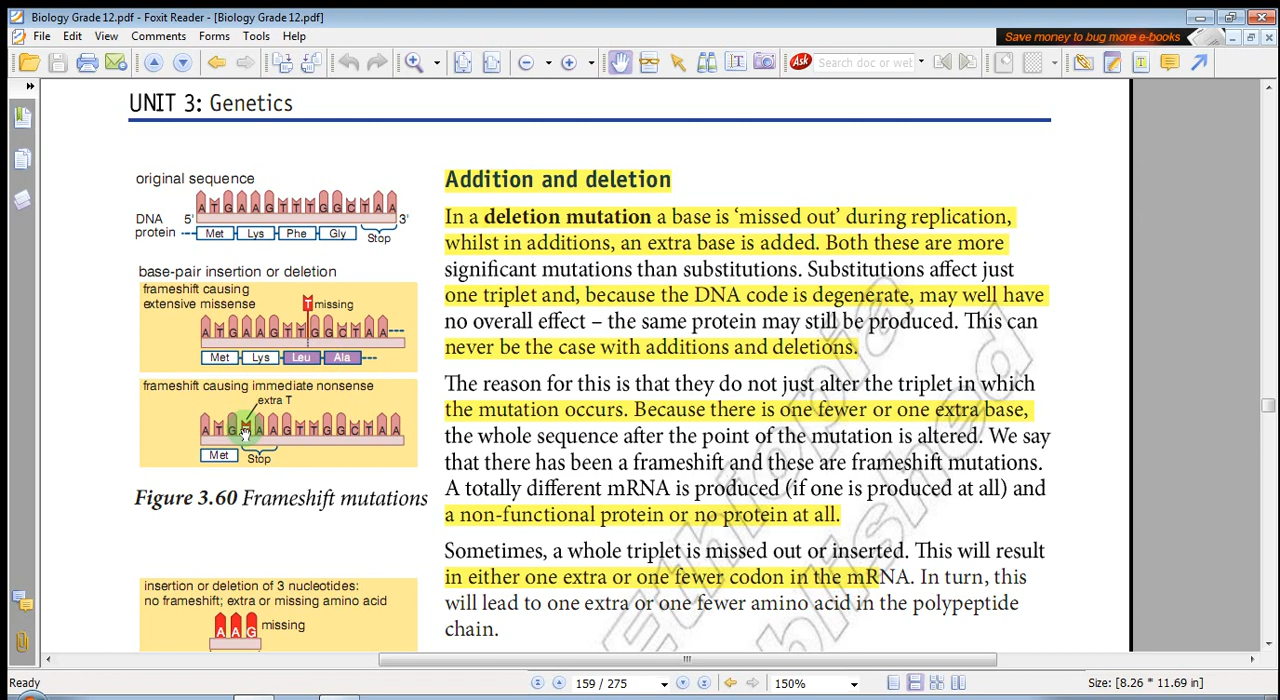 Biology Grade 12.pdf - Foxit Reader - [Biology Grade 12.pdf]
File Edit View Comments Forms Tools Help
Save money to bug more e-books
Ask Search doc or web
UNIT 3: Genetics
original sequence
A T G A A G T T T G G C T A A
DNA 5' 3'
protein Met Lys Phe Gly Stop
base-pair insertion or deletion
frameshift causing
extensive missense
T missing
A T G A A G T T G G C T A A
Met Lys Leu Ala
frameshift causing immediate nonsense
extra T
A T G A A G T T G G C T A A
Met Stop
Figure 3.60 Frameshift mutations
insertion or deletion of 3 nucleotides:
no frameshift; extra or missing amino acid
A A G missing
Addition and deletion
In a deletion mutation a base is ‘missed out’ during replication,
whilst in additions, an extra base is added. Both these are more
significant mutations than substitutions. Substitutions affect just
one triplet and, because the DNA code is degenerate, may well have
no overall effect – the same protein may still be produced. This can
never be the case with additions and deletions.
The reason for this is that they do not just alter the triplet in which
the mutation occurs. Because there is one fewer or one extra base,
the whole sequence after the point of the mutation is altered. We say
that there has been a frameshift and these are frameshift mutations.
A totally different mRNA is produced (if one is produced at all) and
a non-functional protein or no protein at all.
Sometimes, a whole triplet is missed out or inserted. This will result
in either one extra or one fewer codon in the mRNA. In turn, this
will lead to one extra or one fewer amino acid in the polypeptide
chain.
Ethiopia
Ready 159 / 275 150% Size: [8.26 * 11.69 in]